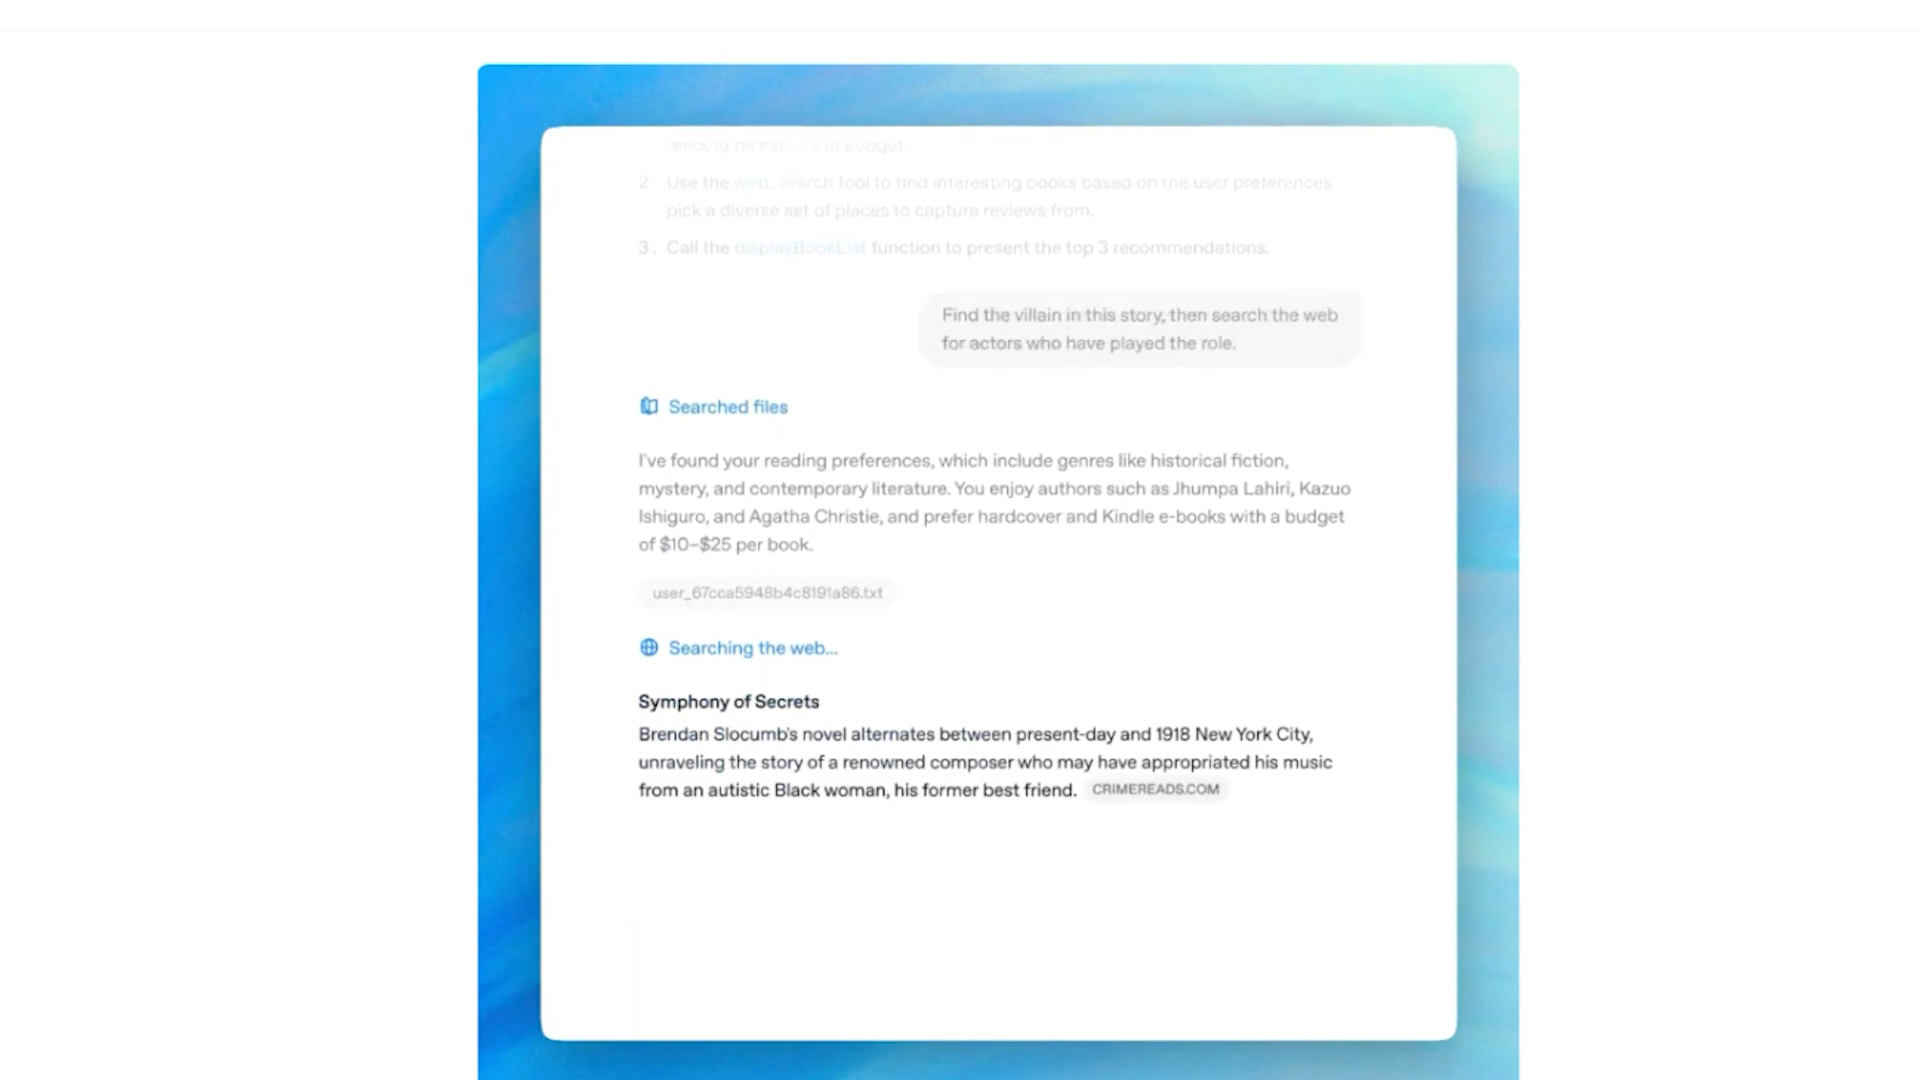 reading and budget.
2. Use the web_search tool to find interesting books based on the user preferences
pick a diverse set of places to capture reviews from.
3. Call the displayBookList function to present the top 3 recommendations.
Find the villain in this story, then search the web
for actors who have played the role.
Searched files
I've found your reading preferences, which include genres like historical fiction,
mystery, and contemporary literature. You enjoy authors such as Jhumpa Lahiri, Kazuo
Ishiguro, and Agatha Christie, and prefer hardcover and Kindle e-books with a budget
of $10–$25 per book.
user_67cca5948b4c8191a86.txt
Searching the web...
Symphony of Secrets
Brendan Slocumb's novel alternates between present-day and 1918 New York City,
unraveling the story of a renowned composer who may have appropriated his music
from an autistic Black woman, his former best friend. CRIMEREADS.COM